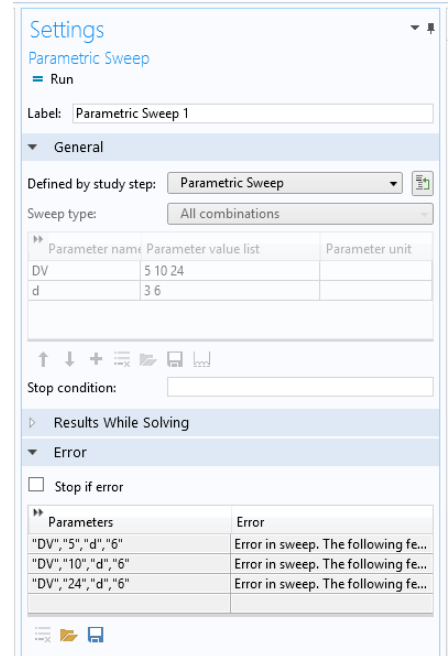 Settings
Parametric Sweep
= Run
Label: Parametric Sweep 1
General
Defined by study step: Parametric Sweep
Sweep type: All combinations
Parameter name Parameter value list Parameter unit
DV 5 10 24
d 3 6
Stop condition:
Results While Solving
Error
Stop if error
Parameters Error
"DV","5","d","6" Error in sweep. The following fe...
"DV","10","d","6" Error in sweep. The following fe...
"DV","24","d","6" Error in sweep. The following fe...